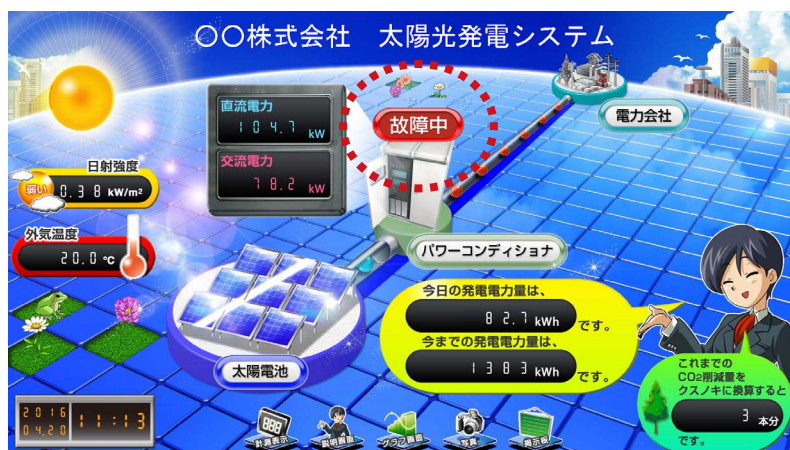 〇〇株式会社　太陽光発電システム
直流電力
104.7 kW
交流電力
78.2 kW
故障中
電力会社
日射強度
弱い
0.38 kW/m²
外気温度
20.0 ℃
パワーコンディショナ
太陽電池
今日の発電電力量は、
82.7 kWh
です。
今までの発電電力量は、
1383 kWh
です。
これまでの
CO2削減量を
クスノキに換算すると
3 本分
です。
2016
04.20
11:13
計測表示
説明画面
グラフ画面
写真
掲示板